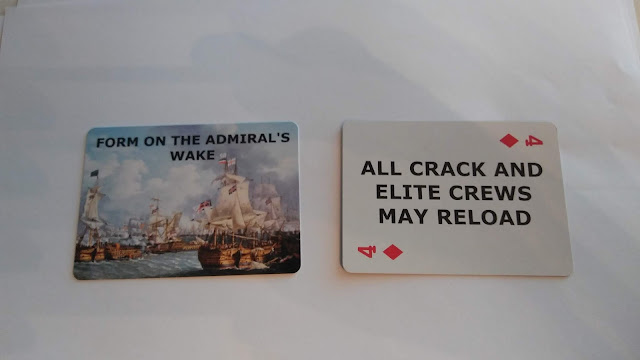 FORM ON THE ADMIRAL'S
WAKE
4
ALL CRACK AND
ELITE CREWS
MAY RELOAD
4